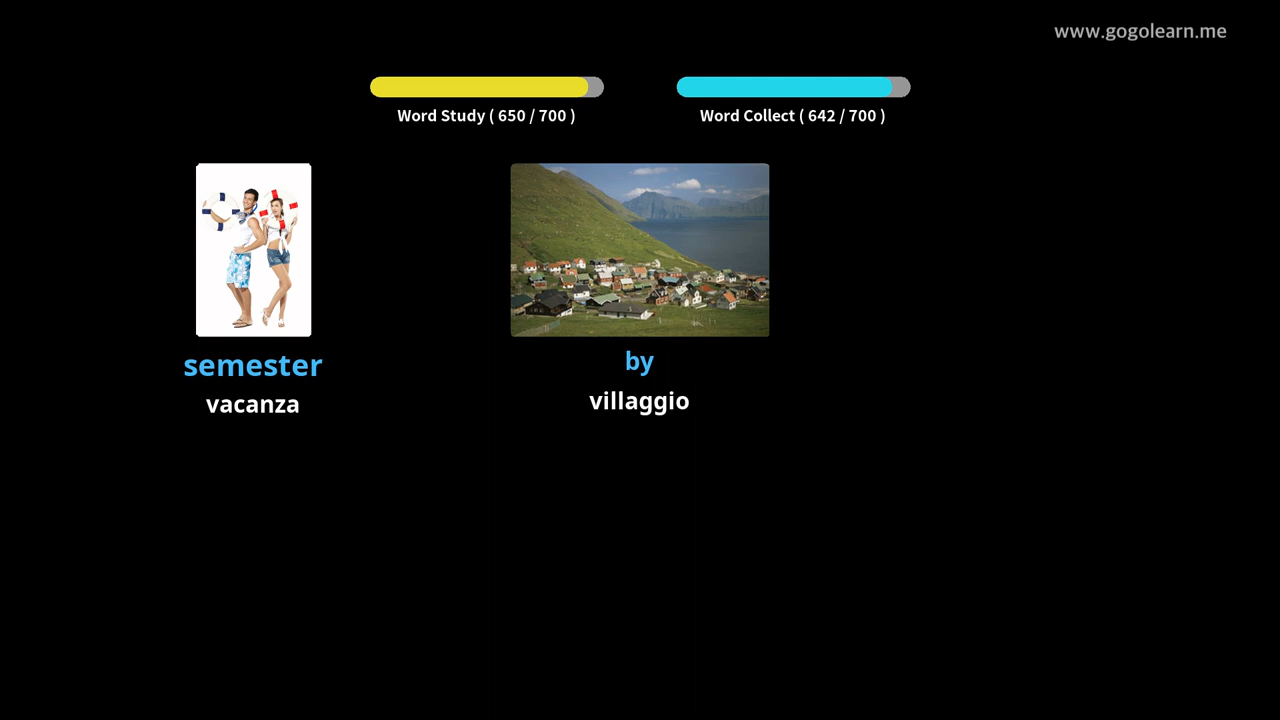 www.gogolearn.me
Word Study ( 650 / 700 )
Word Collect ( 642 / 700 )
semester
vacanza
by
villaggio